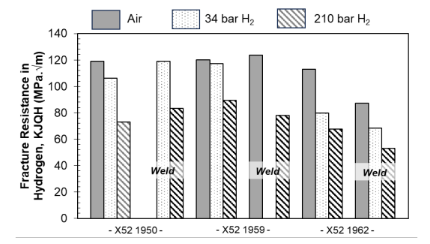 Air 34 bar H₂ 210 bar H₂
Fracture Resistance in
Hydrogen, KJQH (MPa.√m)
140
120
100
80
60
40
20
0
Weld Weld Weld
- X52 1950 - - X52 1959 - - X52 1962 -